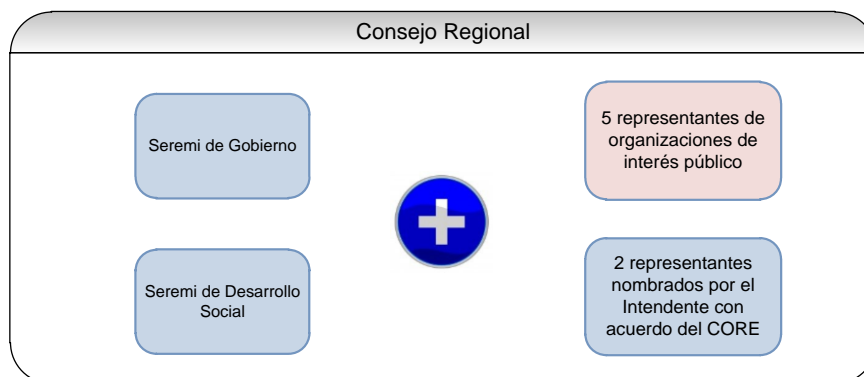 Consejo Regional
Seremi de Gobierno
5 representantes de
organizaciones de
interés público
Seremi de Desarrollo
Social
2 representantes
nombrados por el
Intendente con
acuerdo del CORE